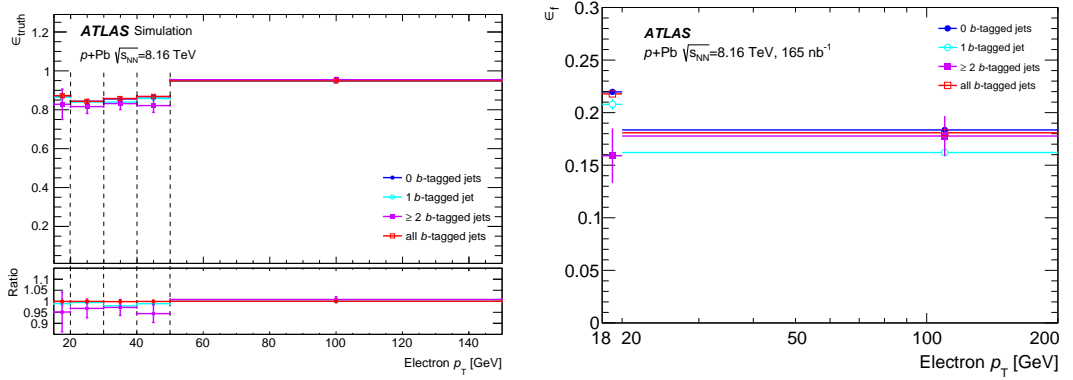 ϵtruth
ATLAS Simulation
p+Pb √sNN=8.16 TeV
1.2
1
0.8
0.6
0.4
0.2
0 b-tagged jets
1 b-tagged jet
≥ 2 b-tagged jets
all b-tagged jets
Ratio
1.1
1.05
1
0.95
0.9
20 40 60 80 100 120 140
Electron pT [GeV]
ϵf
ATLAS
p+Pb √sNN=8.16 TeV, 165 nb-1
0 b-tagged jets
1 b-tagged jet
≥ 2 b-tagged jets
all b-tagged jets
0.3
0.25
0.2
0.15
0.1
0.05
0
18 20 50 100 200
Electron pT [GeV]